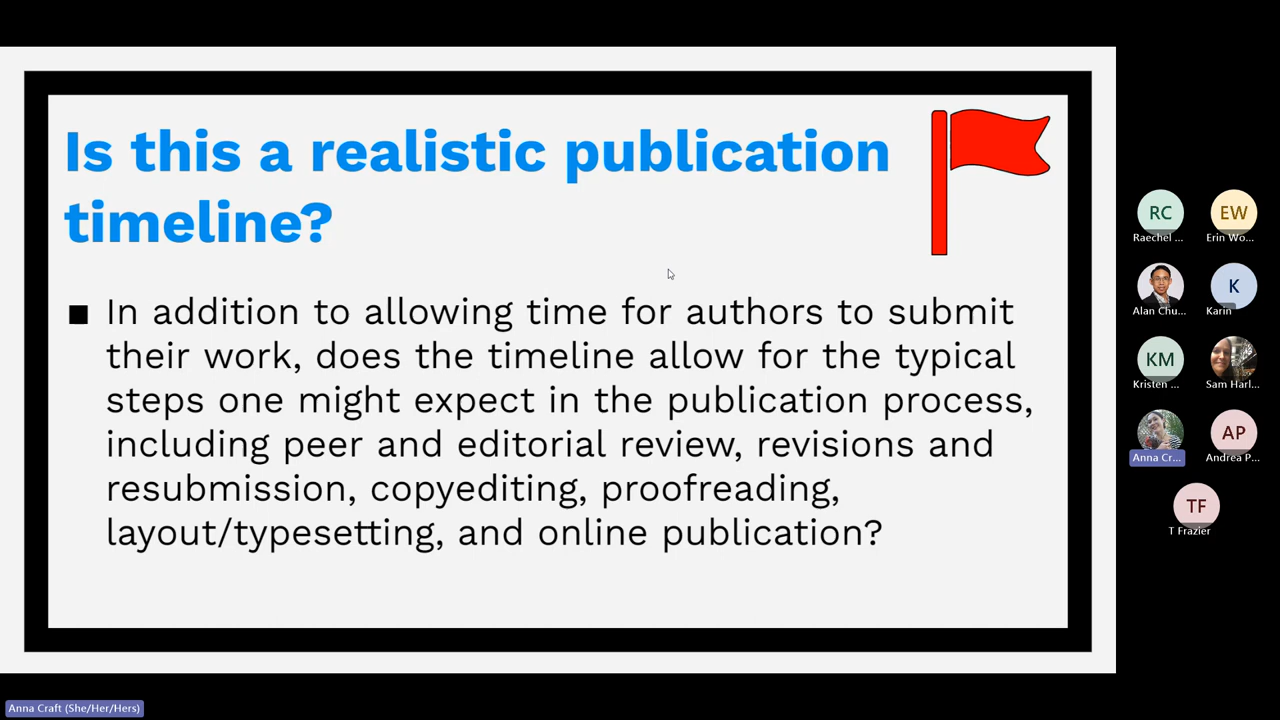 Is this a realistic publication
timeline?
■ In addition to allowing time for authors to submit
their work, does the timeline allow for the typical
steps one might expect in the publication process,
including peer and editorial review, revisions and
resubmission, copyediting, proofreading,
layout/typesetting, and online publication?
RC
Raechel ...
EW
Erin Wo...
Alan Chu...
K
Karin
KM
Kristen ...
Sam Harl...
Anna Cr...
AP
Andrea P...
TF
T Frazier
Anna Craft (She/Her/Hers)